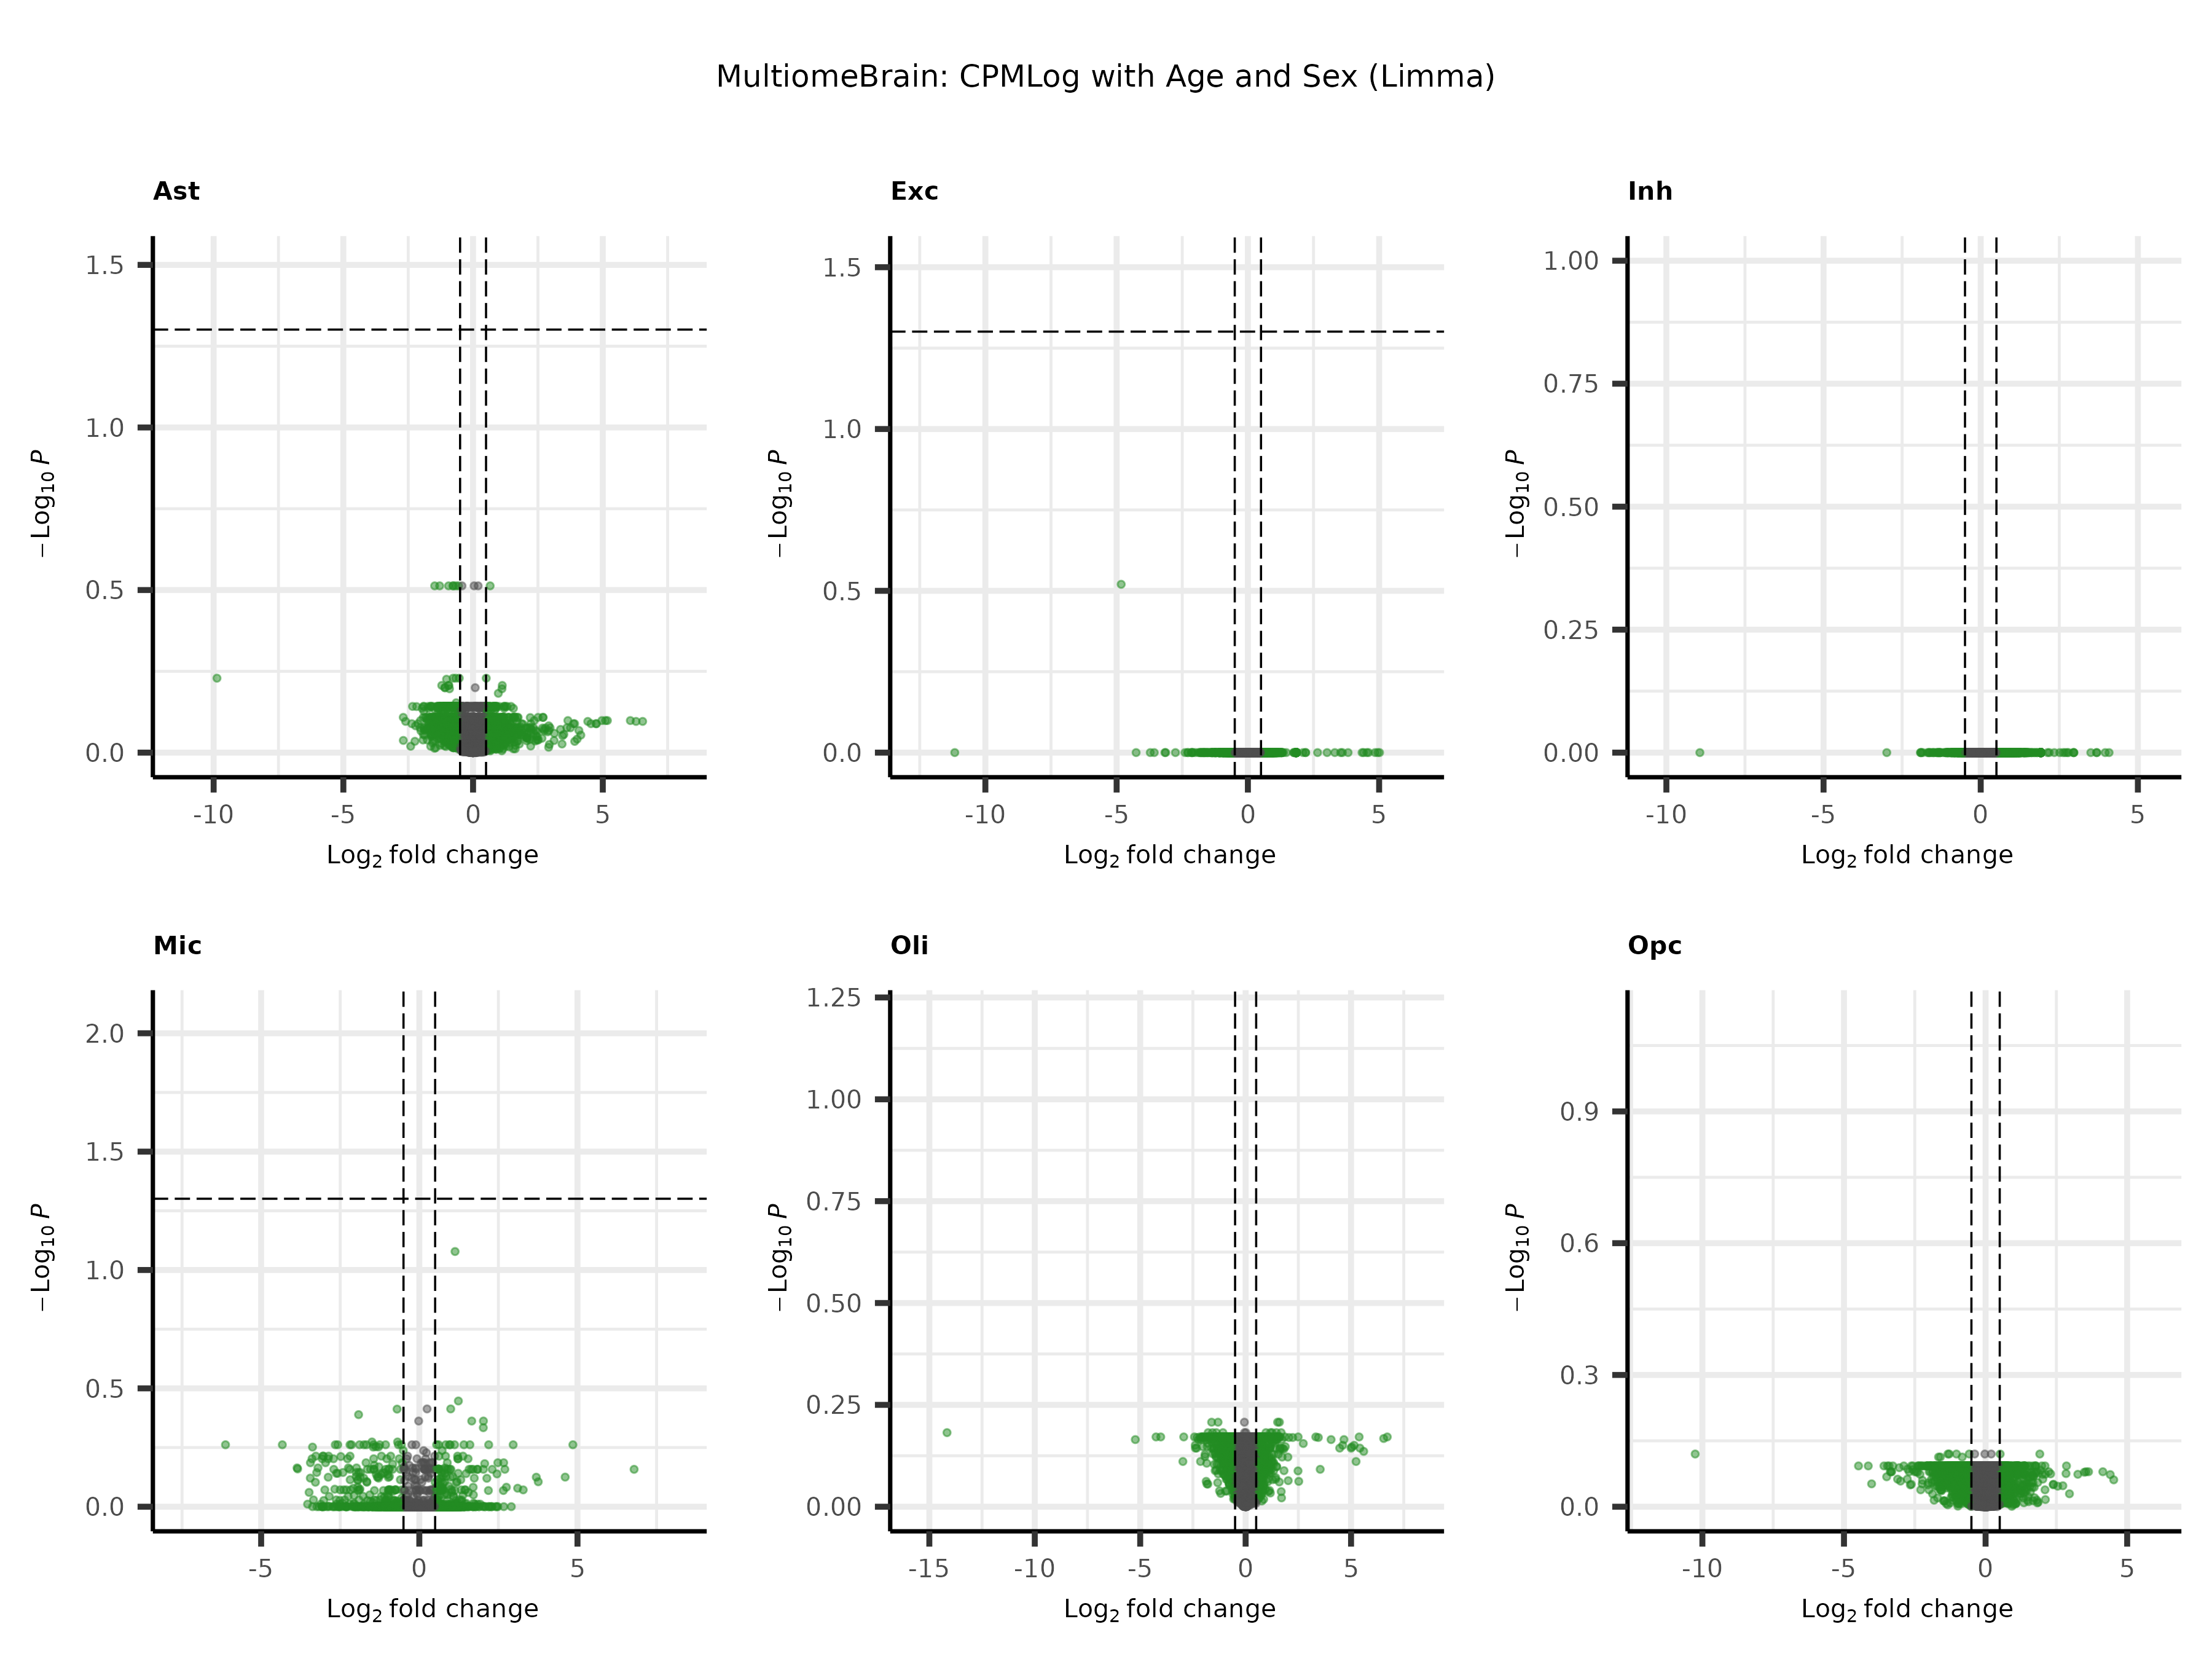 MultiomeBrain: CPMLog with Age and Sex (Limma)
Ast
1.5
1.0
0.5
0.0
-10 -5 0 5
−Log10 P
Log2 fold change
Exc
1.5
1.0
0.5
0.0
-10 -5 0 5
−Log10 P
Log2 fold change
Inh
1.00
0.75
0.50
0.25
0.00
-10 -5 0 5
−Log10 P
Log2 fold change
Mic
2.0
1.5
1.0
0.5
0.0
-5 0 5
−Log10 P
Log2 fold change
Oli
1.25
1.00
0.75
0.50
0.25
0.00
-15 -10 -5 0 5
−Log10 P
Log2 fold change
Opc
0.9
0.6
0.3
0.0
-10 -5 0 5
−Log10 P
Log2 fold change